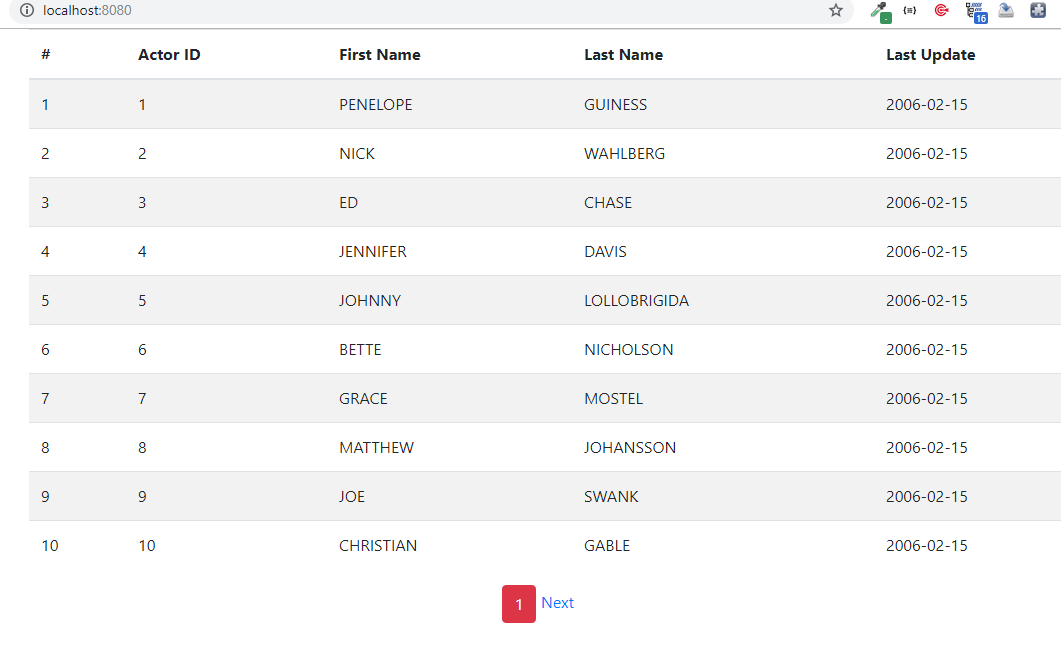 localhost:8080
16
# Actor ID First Name Last Name Last Update
1 1 PENELOPE GUINESS 2006-02-15
2 2 NICK WAHLBERG 2006-02-15
3 3 ED CHASE 2006-02-15
4 4 JENNIFER DAVIS 2006-02-15
5 5 JOHNNY LOLLOBRIGIDA 2006-02-15
6 6 BETTE NICHOLSON 2006-02-15
7 7 GRACE MOSTEL 2006-02-15
8 8 MATTHEW JOHANSSON 2006-02-15
9 9 JOE SWANK 2006-02-15
10 10 CHRISTIAN GABLE 2006-02-15
1 Next